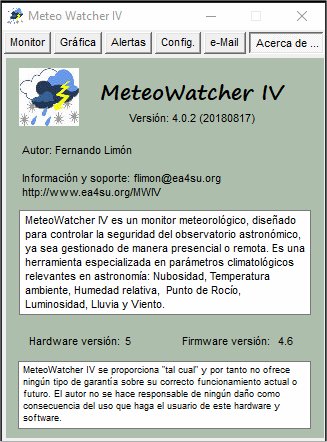 Meteo Watcher IV
Monitor Gráfica Alertas Config. e-Mail Acerca de ...
MeteoWatcher IV
Versión: 4.0.2 (20180817)
Autor: Fernando Limón
Información y soporte: flimon@ea4su.org
http://www.ea4su.org/MWIV
MeteoWatcher IV es un monitor meteorológico, diseñado
para controlar la seguridad del observatorio astronómico,
ya sea gestionado de manera presencial o remota. Es una
herramienta especializada en parámetros climatológicos
relevantes en astronomía: Nubosidad, Temperatura
ambiente, Humedad relativa, Punto de Rocío,
Luminosidad, Lluvia y Viento.
Hardware versión: 5 Firmware versión: 4.6
MeteoWatcher IV se proporciona "tal cual" y por tanto no ofrece
ningún tipo de garantía sobre su correcto funcionamiento actual o
futuro. El autor no se hace responsable de ningún daño como
consecuencia del uso que haga el usuario de este hardware y
software.